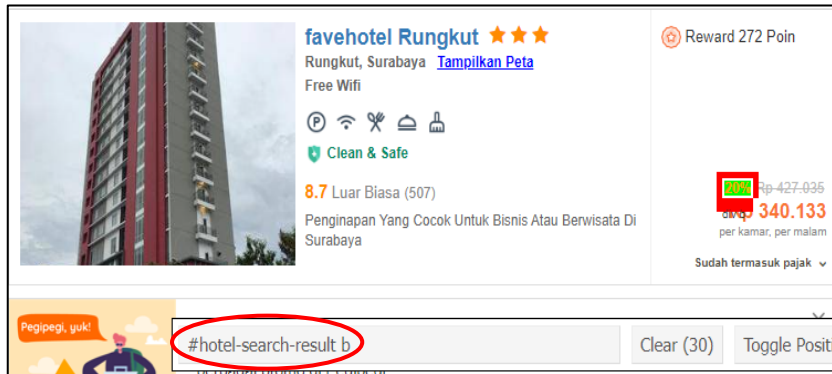 favehotel Rungkut
Reward 272 Poin
Rungkut, Surabaya Tampilkan Peta
Free Wifi
Clean & Safe
8.7 Luar Biasa (507)
20% Rp 427.035
340.133
Penginapan Yang Cocok Untuk Bisnis Atau Berwisata Di
Surabaya
per kamar, per malam
Sudah termasuk pajak
Pegipegi, yuk!
#hotel-search-result b
Clear (30)
Toggle Positi